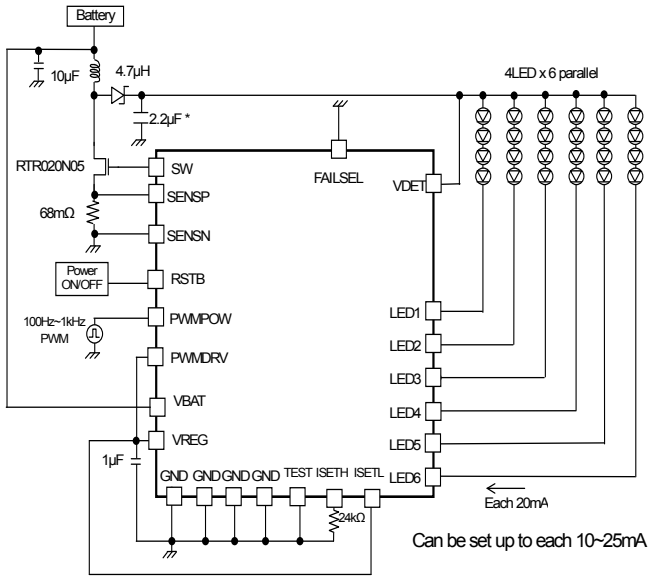 Battery
10μF
4.7μH
4LED x 6 parallel
2.2μF *
RTR020N05
SW
FAILSEL
VDET
SENSP
68mΩ
SENSN
Power
ON/OFF
RSTB
LED1
100Hz~1kHz
PWM
PWMPOW
LED2
PWMDRV
LED3
VBAT
LED4
VREG
LED5
1μF
GND GND GND GND TEST ISETH ISETL
LED6
Each 20mA
24kΩ
Can be set up to each 10~25mA